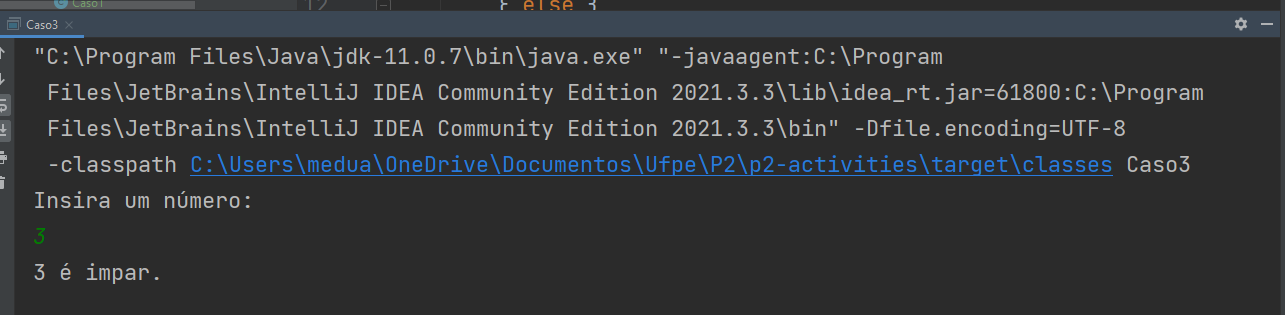 Caso1
12 } else {
Caso3
"C:\Program Files\Java\jdk-11.0.7\bin\java.exe" "-javaagent:C:\Program
Files\JetBrains\IntelliJ IDEA Community Edition 2021.3.3\lib\idea_rt.jar=61800:C:\Program
Files\JetBrains\IntelliJ IDEA Community Edition 2021.3.3\bin" -Dfile.encoding=UTF-8
-classpath C:\Users\medua\OneDrive\Documentos\Ufpe\P2\p2-activities\target\classes Caso3
Insira um número:
3
3 é impar.